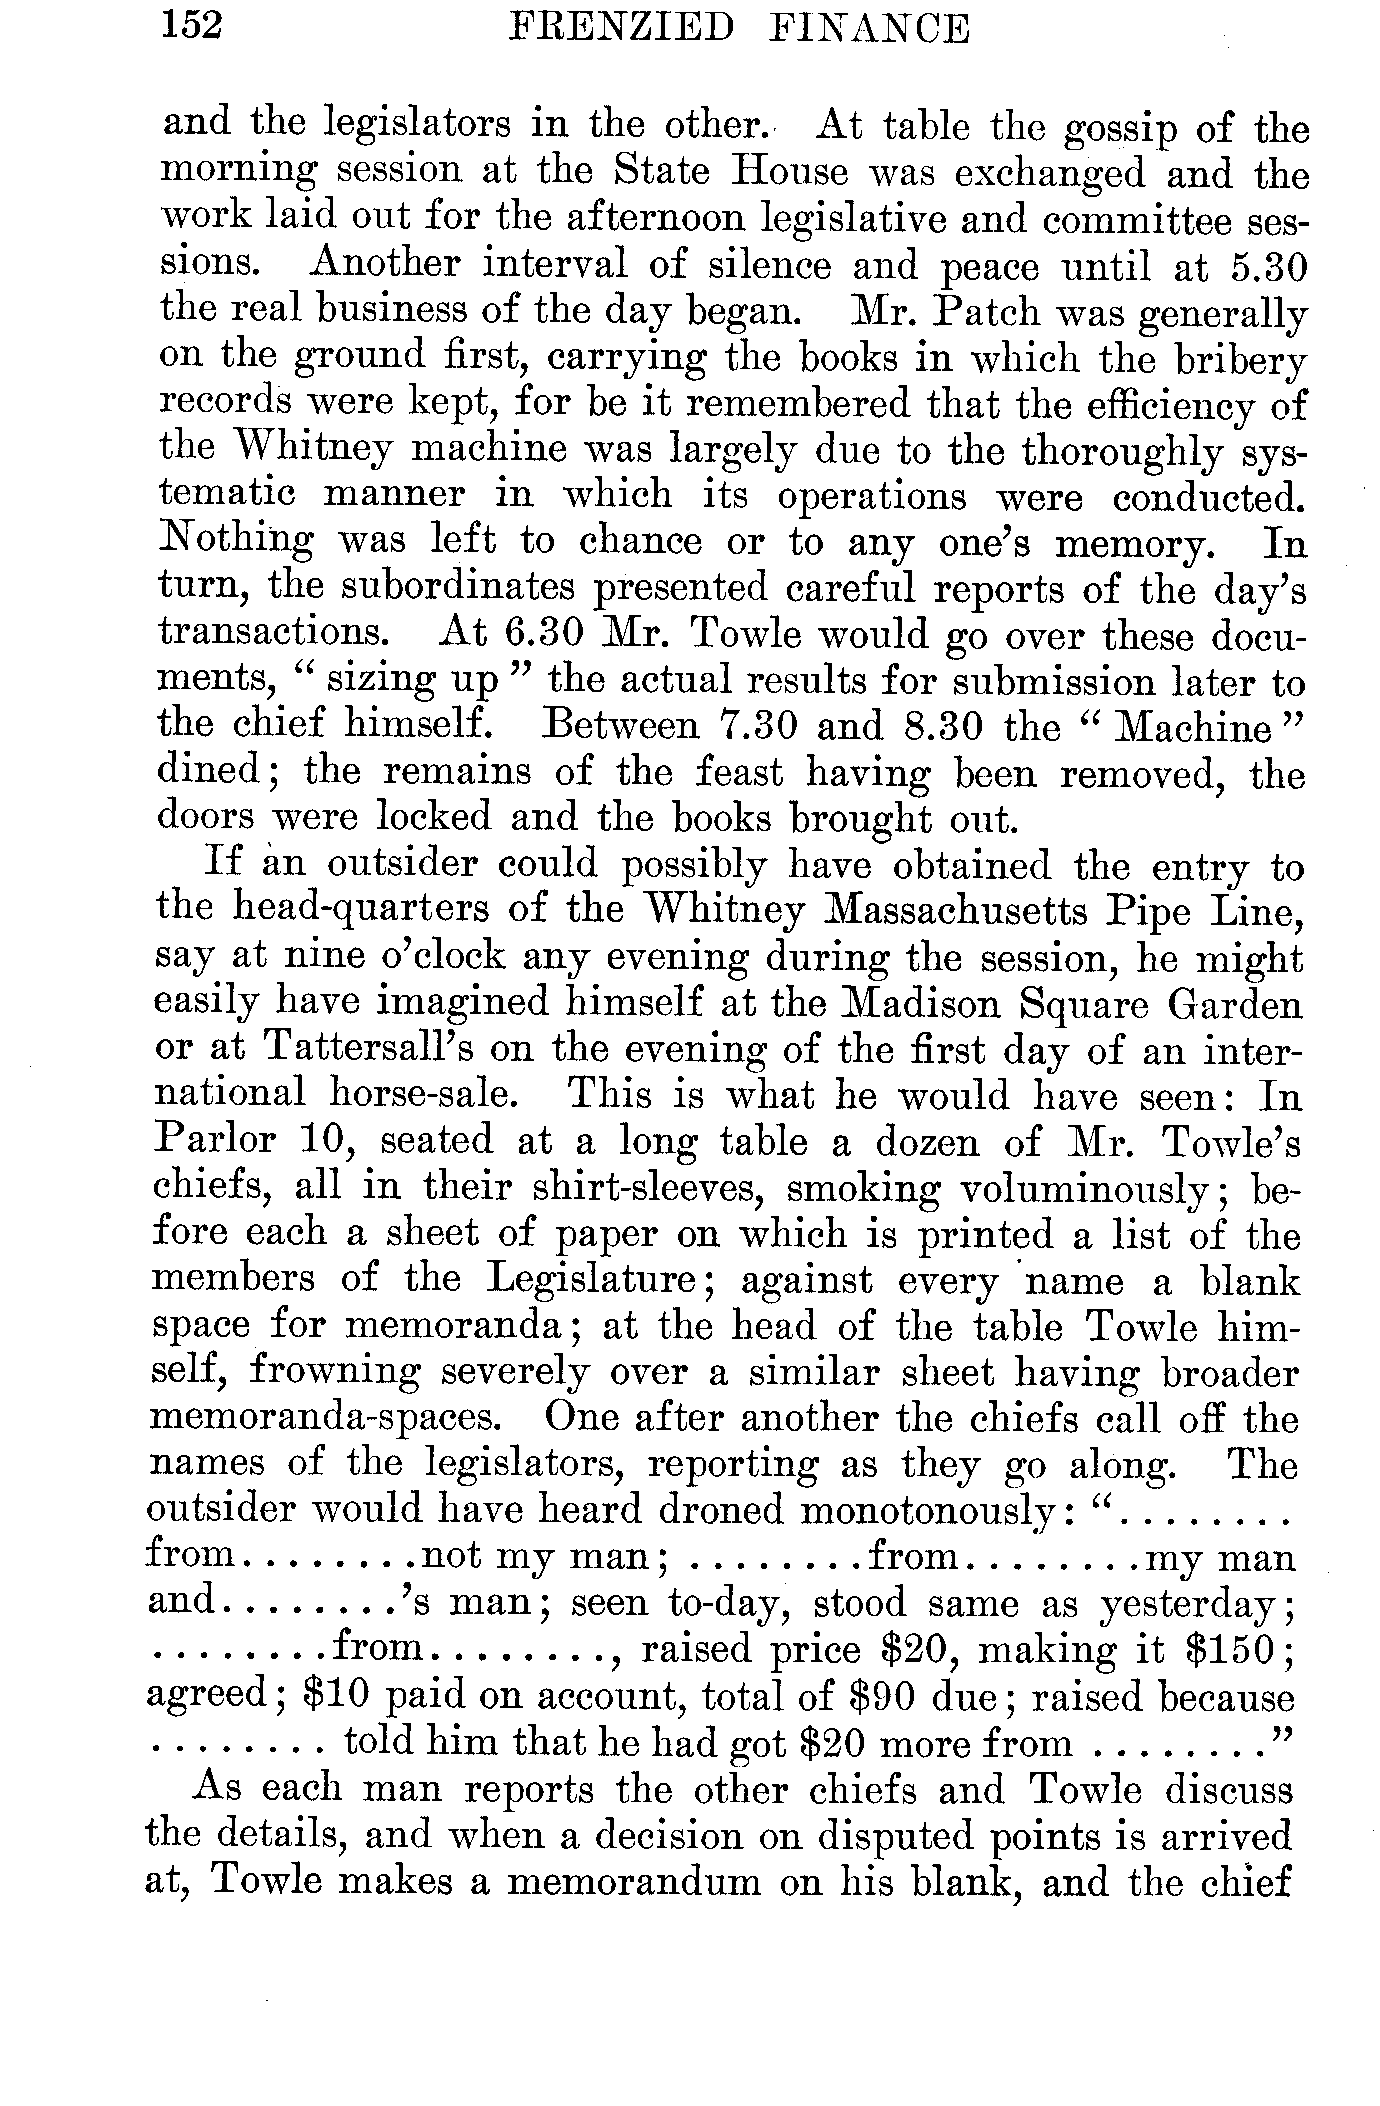 152 FRENZIED FINANCE
and the legislators in the other. At table the gossip of the
morning session at the State House was exchanged and the
work laid out for the afternoon legislative and committee ses-
sions. Another interval of silence and peace until at 5.30
the real business of the day began. Mr. Patch was generally
on the ground first, carrying the books in which the bribery
records were kept, for be it remembered that the efficiency of
the Whitney machine was largely due to the thoroughly sys-
tematic manner in which its operations were conducted.
Nothing was left to chance or to any one's memory. In
turn, the subordinates presented careful reports of the day's
transactions. At 6.30 Mr. Towle would go over these docu-
ments, “ sizing up ” the actual results for submission later to
the chief himself. Between 7.30 and 8.30 the “ Machine ”
dined; the remains of the feast having been removed, the
doors were locked and the books brought out.
If an outsider could possibly have obtained the entry to
the head-quarters of the Whitney Massachusetts Pipe Line,
say at nine o'clock any evening during the session, he might
easily have imagined himself at the Madison Square Garden
or at Tattersall's on the evening of the first day of an inter-
national horse-sale. This is what he would have seen: In
Parlor 10, seated at a long table a dozen of Mr. Towle's
chiefs, all in their shirt-sleeves, smoking voluminously; be-
fore each a sheet of paper on which is printed a list of the
members of the Legislature; against every name a blank
space for memoranda; at the head of the table Towle him-
self, frowning severely over a similar sheet having broader
memoranda-spaces. One after another the chiefs call off the
names of the legislators, reporting as they go along. The
outsider would have heard droned monotonously: “........
from........not my man; ........from........my man
and........'s man; seen to-day, stood same as yesterday;
........from........, raised price $20, making it $150;
agreed; $10 paid on account, total of $90 due; raised because
........ told him that he had got $20 more from ........”
As each man reports the other chiefs and Towle discuss
the details, and when a decision on disputed points is arrived
at, Towle makes a memorandum on his blank, and the chief